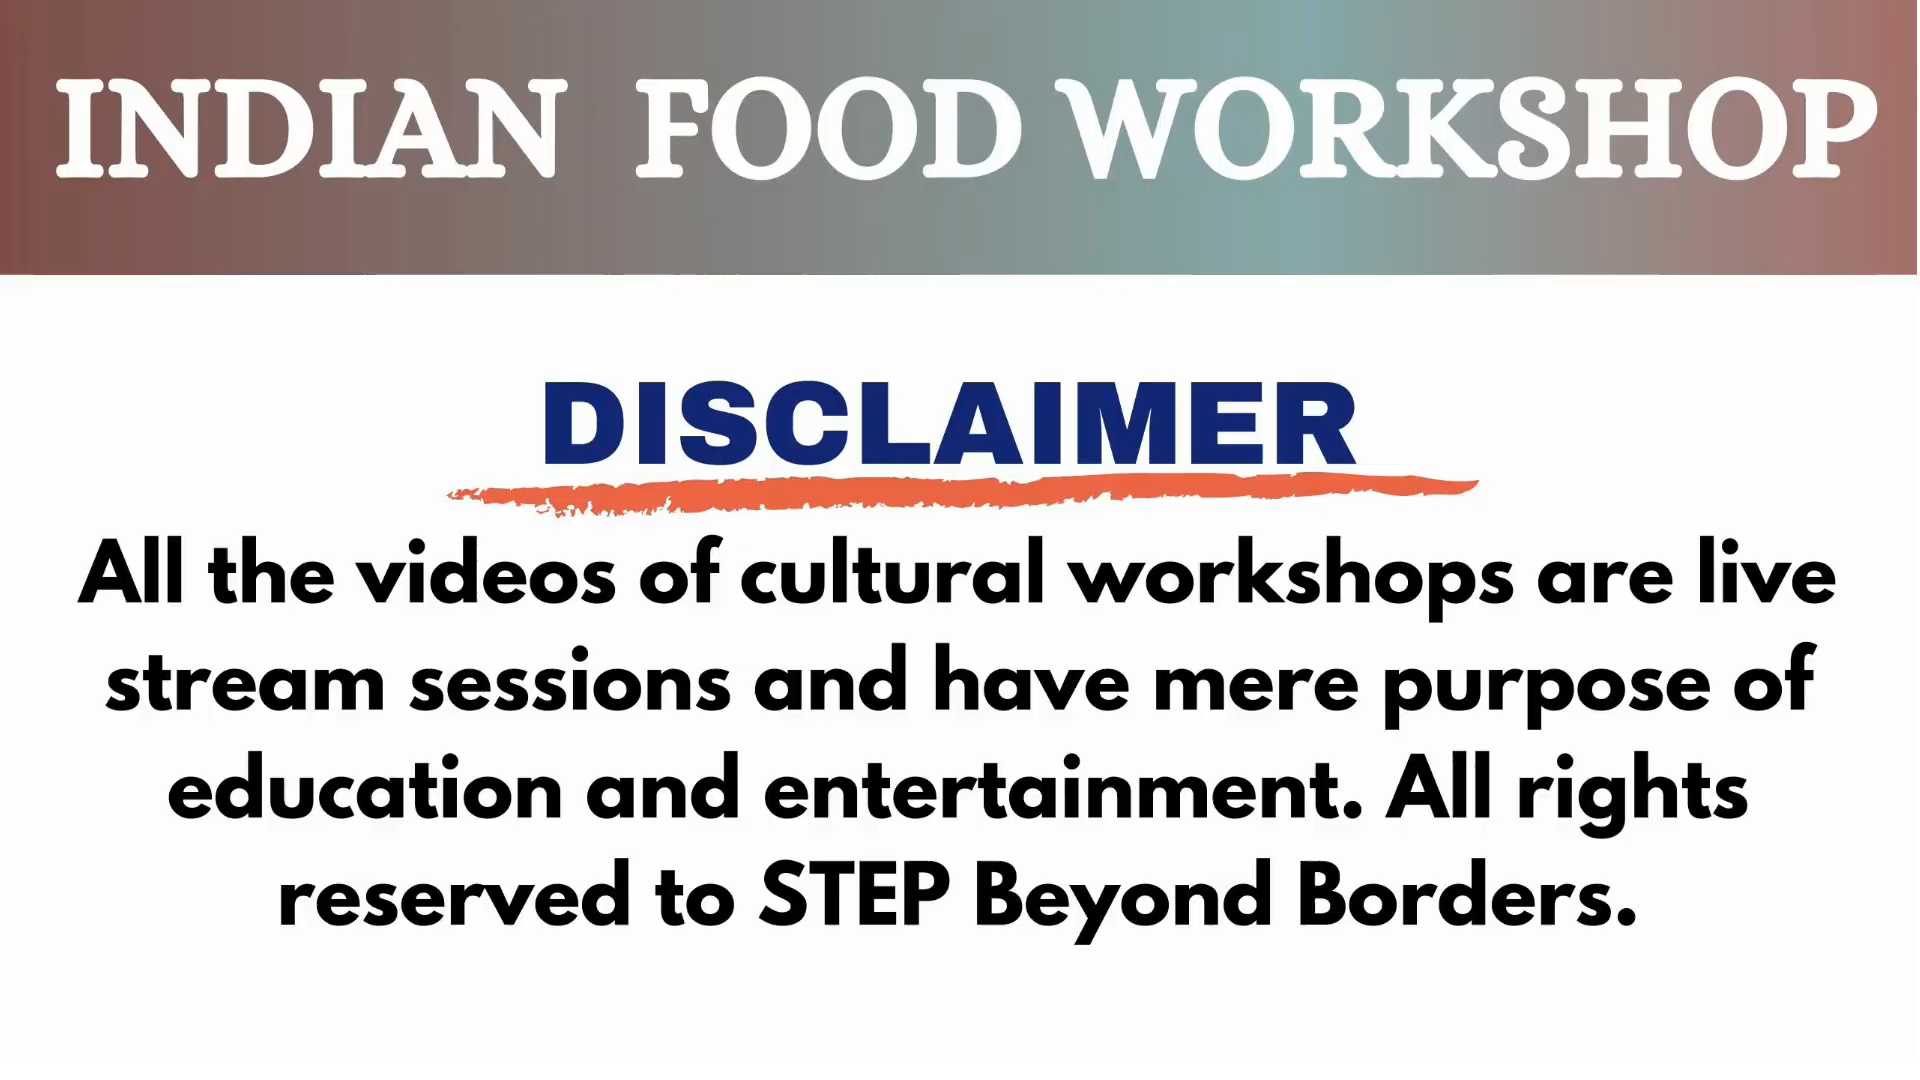 INDIAN FOOD WORKSHOP
DISCLAIMER
All the videos of cultural workshops are live
stream sessions and have mere purpose of
education and entertainment. All rights
reserved to STEP Beyond Borders.